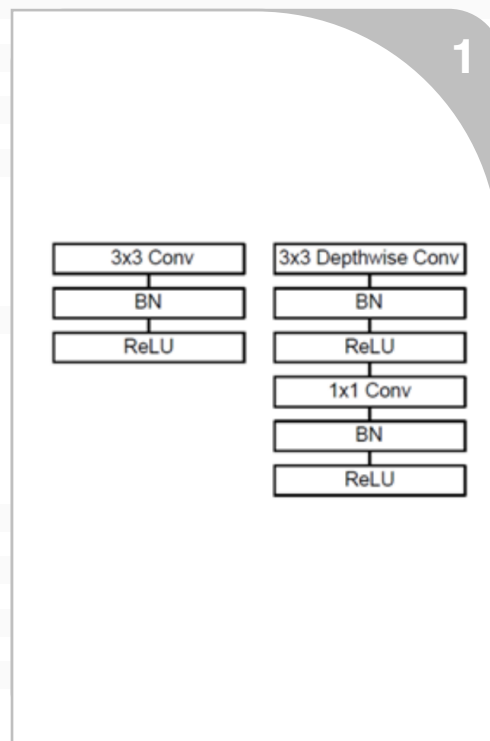 1
3x3 Conv
BN
ReLU
3x3 Depthwise Conv
BN
ReLU
1x1 Conv
BN
ReLU